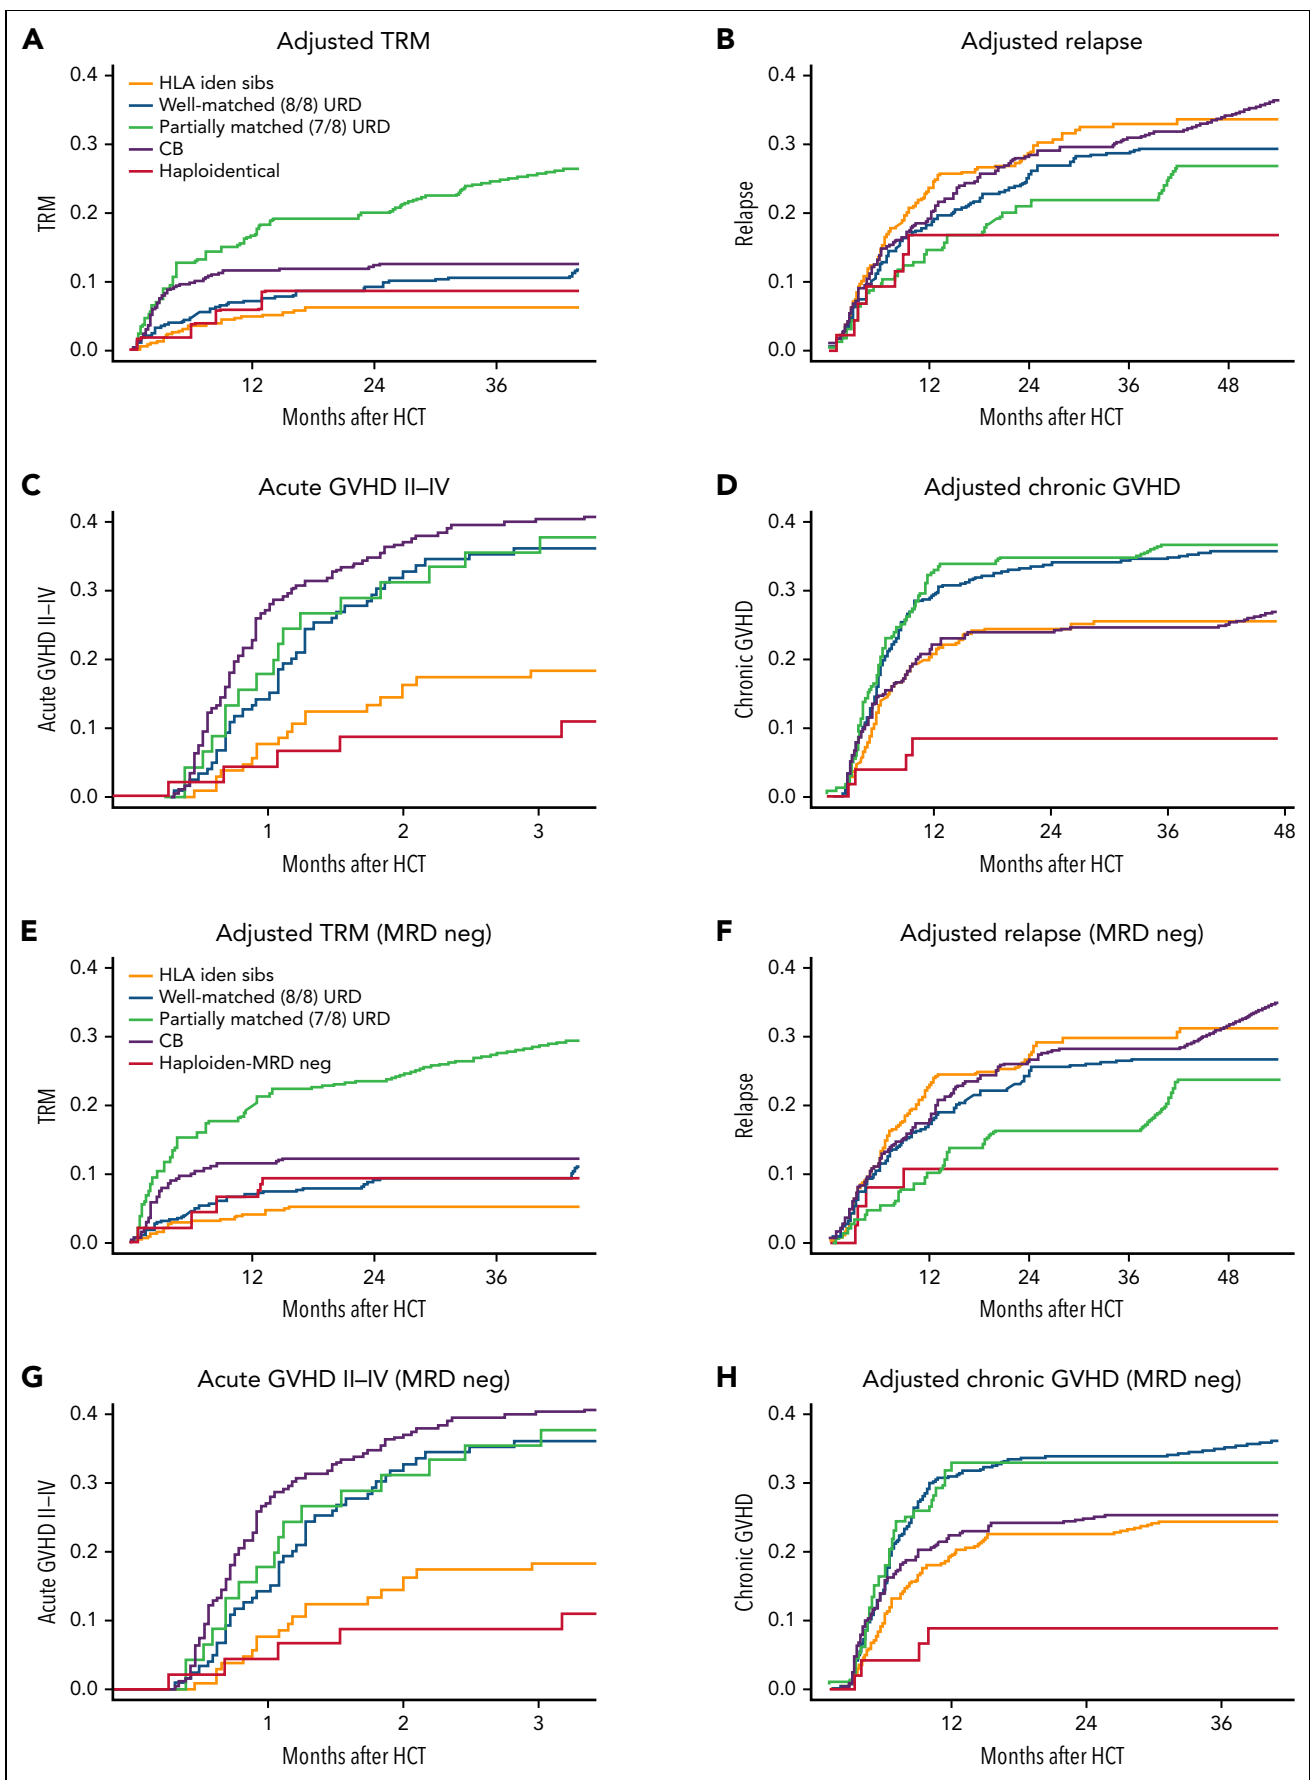 A Adjusted TRM
0.4
0.3
0.2
0.1
0.0
TRM
HLA iden sibs
Well-matched (8/8) URD
Partially matched (7/8) URD
CB
Haploidentical
12 24 36
Months after HCT
B Adjusted relapse
0.4
0.3
0.2
0.1
0.0
Relapse
12 24 36 48
Months after HCT
C Acute GVHD II–IV
0.4
0.3
0.2
0.1
0.0
Acute GVHD II–IV
1 2 3
Months after HCT
D Adjusted chronic GVHD
0.4
0.3
0.2
0.1
0.0
Chronic GVHD
12 24 36 48
Months after HCT
E Adjusted TRM (MRD neg)
0.4
0.3
0.2
0.1
0.0
TRM
HLA iden sibs
Well-matched (8/8) URD
Partially matched (7/8) URD
CB
Haploiden-MRD neg
12 24 36
Months after HCT
F Adjusted relapse (MRD neg)
0.4
0.3
0.2
0.1
0.0
Relapse
12 24 36 48
Months after HCT
G Acute GVHD II–IV (MRD neg)
0.4
0.3
0.2
0.1
0.0
Acute GVHD II–IV
1 2 3
Months after HCT
H Adjusted chronic GVHD (MRD neg)
0.4
0.3
0.2
0.1
0.0
Chronic GVHD
12 24 36
Months after HCT